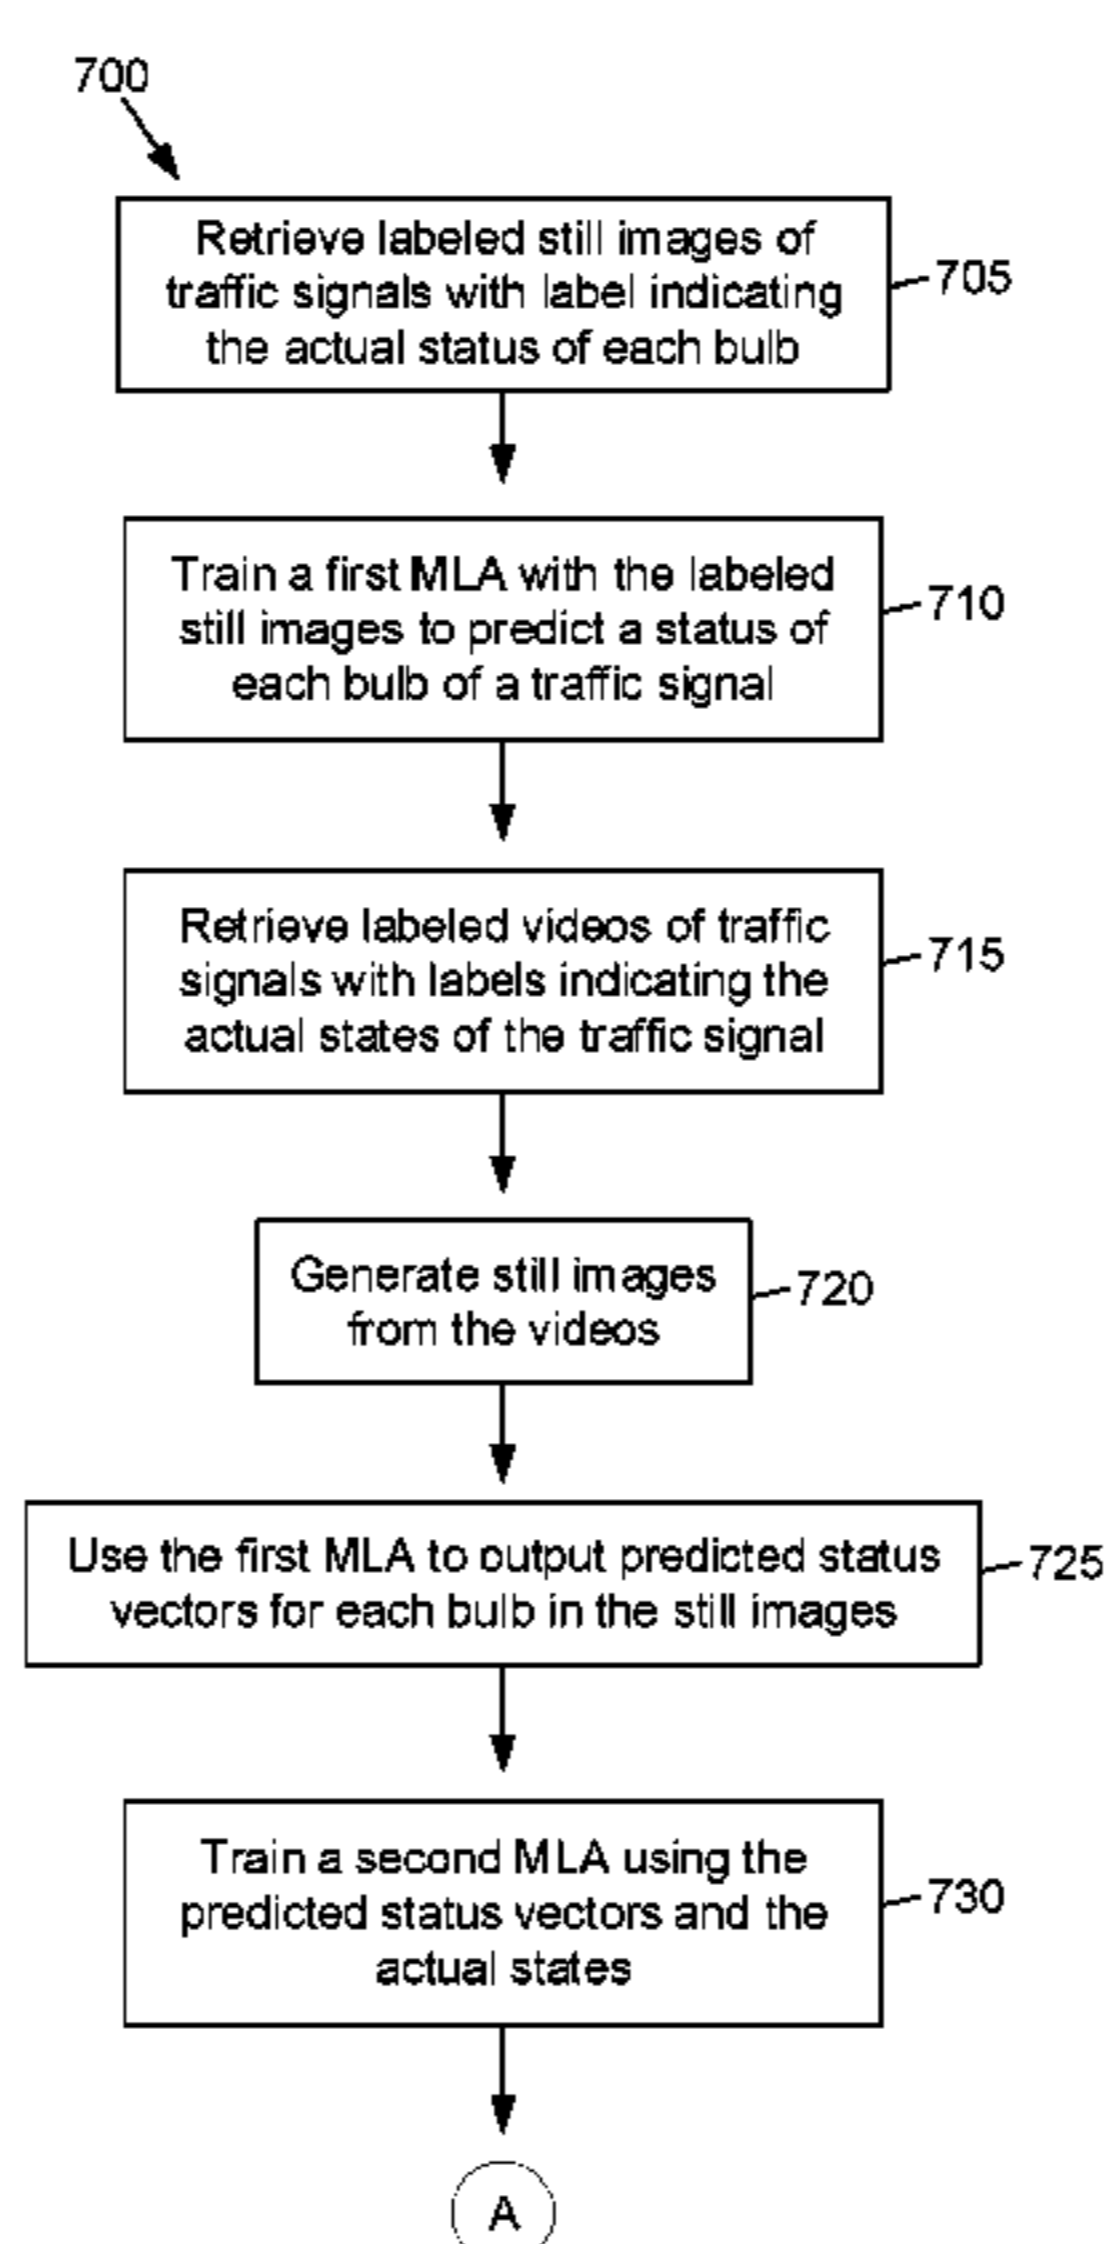 700
Retrieve labeled still images of
traffic signals with label indicating
the actual status of each bulb
705
Train a first MLA with the labeled
still images to predict a status of
each bulb of a traffic signal
710
Retrieve labeled videos of traffic
signals with labels indicating the
actual states of the traffic signal
715
Generate still images
from the videos
720
Use the first MLA to output predicted status
vectors for each bulb in the still images
725
Train a second MLA using the
predicted status vectors and the
actual states
730
A